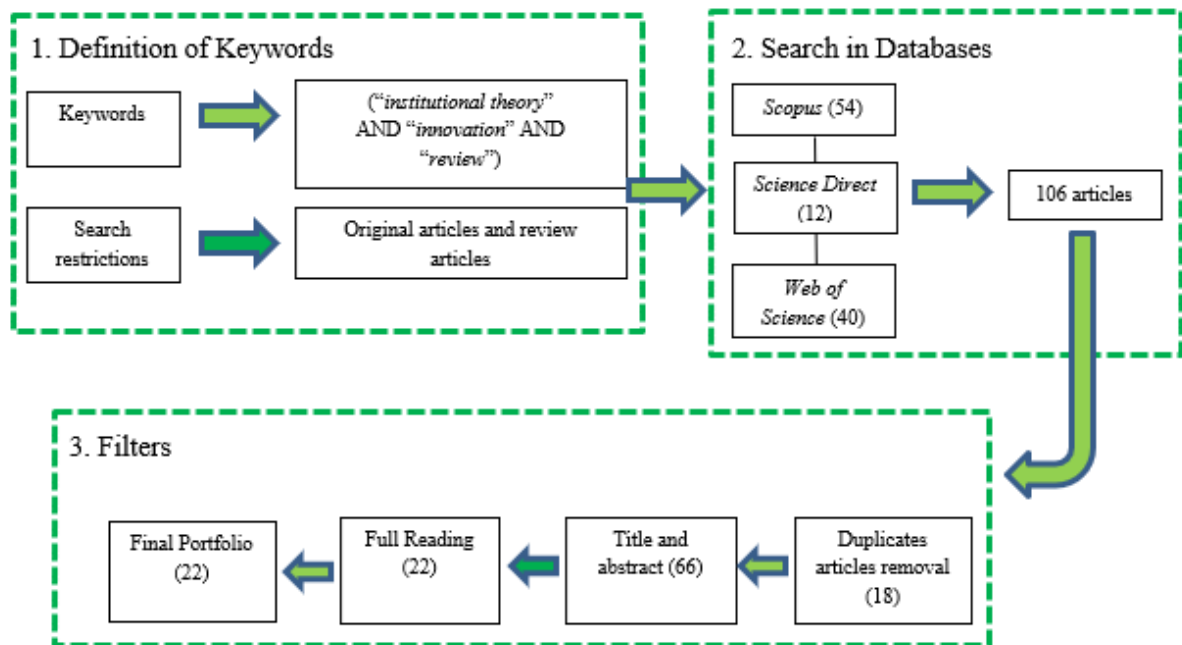 1. Definition of Keywords
Keywords
(“institutional theory”
AND “innovation” AND
“review”)
Search
restrictions
Original articles and review
articles
2. Search in Databases
Scopus (54)
Science Direct
(12)
Web of
Science (40)
106 articles
3. Filters
Final Portfolio
(22)
Full Reading
(22)
Title and
abstract (66)
Duplicates
articles removal
(18)